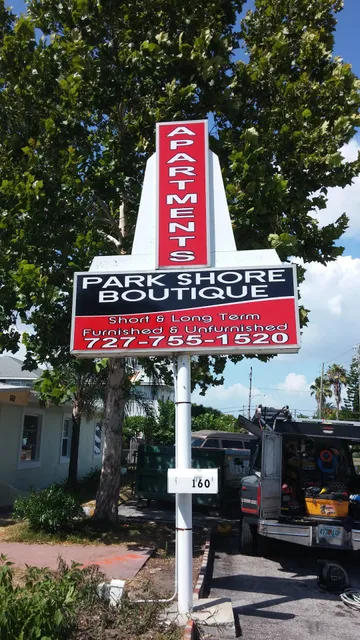 APARTMENTS
PARK SHORE
BOUTIQUE
Short & Long Term
Furnished & Unfurnished
727-755-1520
160